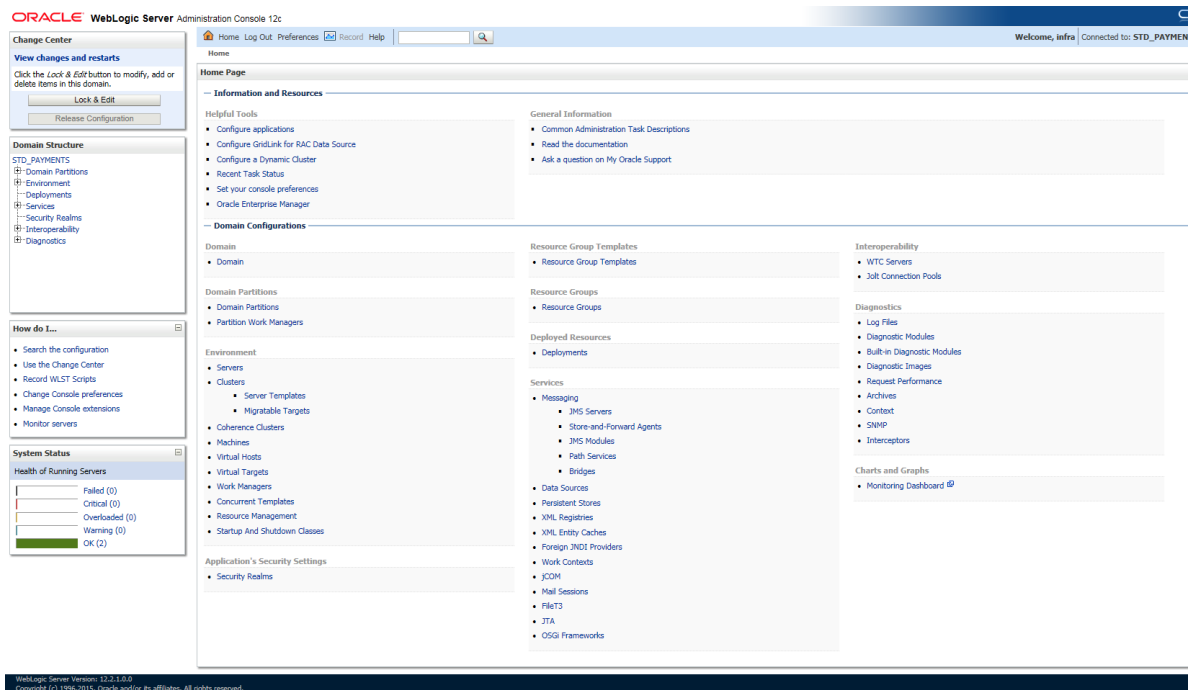 ORACLE WebLogic Server Administration Console 12c
Change Center
View changes and restarts
Click the Lock & Edit button to modify, add or
delete items in this domain.
Lock & Edit
Release Configuration
Domain Structure
STD_PAYMENTS
Domain Partitions
Environment
Deployments
Services
Security Realms
Interoperability
Diagnostics
How do I...
Search the configuration
Use the Change Center
Record WLST Scripts
Change Console preferences
Manage Console extensions
Monitor servers
System Status
Health of Running Servers
Failed (0)
Critical (0)
Overloaded (0)
Warning (0)
OK (2)
Home Log Out Preferences Record Help
Welcome, infra Connected to: STD_PAYMEN
Home
Home Page
Information and Resources
Helpful Tools
Configure applications
Configure GridLink for RAC Data Source
Configure a Dynamic Cluster
Recent Task Status
Set your console preferences
Oracle Enterprise Manager
General Information
Common Administration Task Descriptions
Read the documentation
Ask a question on My Oracle Support
Domain Configurations
Domain
Domain
Domain Partitions
Domain Partitions
Partition Work Managers
Environment
Servers
Clusters
Server Templates
Migratable Targets
Coherence Clusters
Machines
Virtual Hosts
Virtual Targets
Work Managers
Concurrent Templates
Resource Management
Startup And Shutdown Classes
Application's Security Settings
Security Realms
Resource Group Templates
Resource Group Templates
Resource Groups
Resource Groups
Deployed Resources
Deployments
Services
Messaging
JMS Servers
Store-and-Forward Agents
JMS Modules
Path Services
Bridges
Data Sources
Persistent Stores
XML Registries
XML Entity Caches
Foreign JNDI Providers
Work Contexts
jCOM
Mail Sessions
FileT3
JTA
OSGi Frameworks
Interoperability
WTC Servers
Jolt Connection Pools
Diagnostics
Log Files
Diagnostic Modules
Built-in Diagnostic Modules
Diagnostic Images
Request Performance
Archives
Context
SNMP
Interceptors
Charts and Graphs
Monitoring Dashboard
WebLogic Server Version: 12.2.1.0.0
Copyright (c) 1996-2015, Oracle and/or its affiliates. All rights reserved.